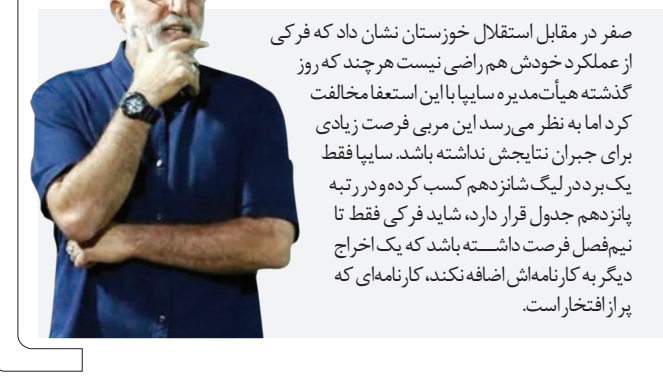 صفر در مقابل استقلال خوزستان نشان داد که فرکی
از عملکرد خودش هم راضی نیست هر چند که روز
گذشته هیأت‌مدیره سایپا با این استعفا مخالفت
کرد اما به نظر می‌رسد این مربی فرصت زیادی
برای جبران نتایجش نداشته باشد. سایپا فقط
یک برد در لیگ شانزدهم کسب کرده و در رتبه
پانزدهم جدول قرار دارد، شاید فرکی فقط تا
نیم‌فصل فرصت داشته باشد که یک اخراج
دیگر به کارنامه‌اش اضافه نکند، کارنامه‌ای که
پر از افتخار است.